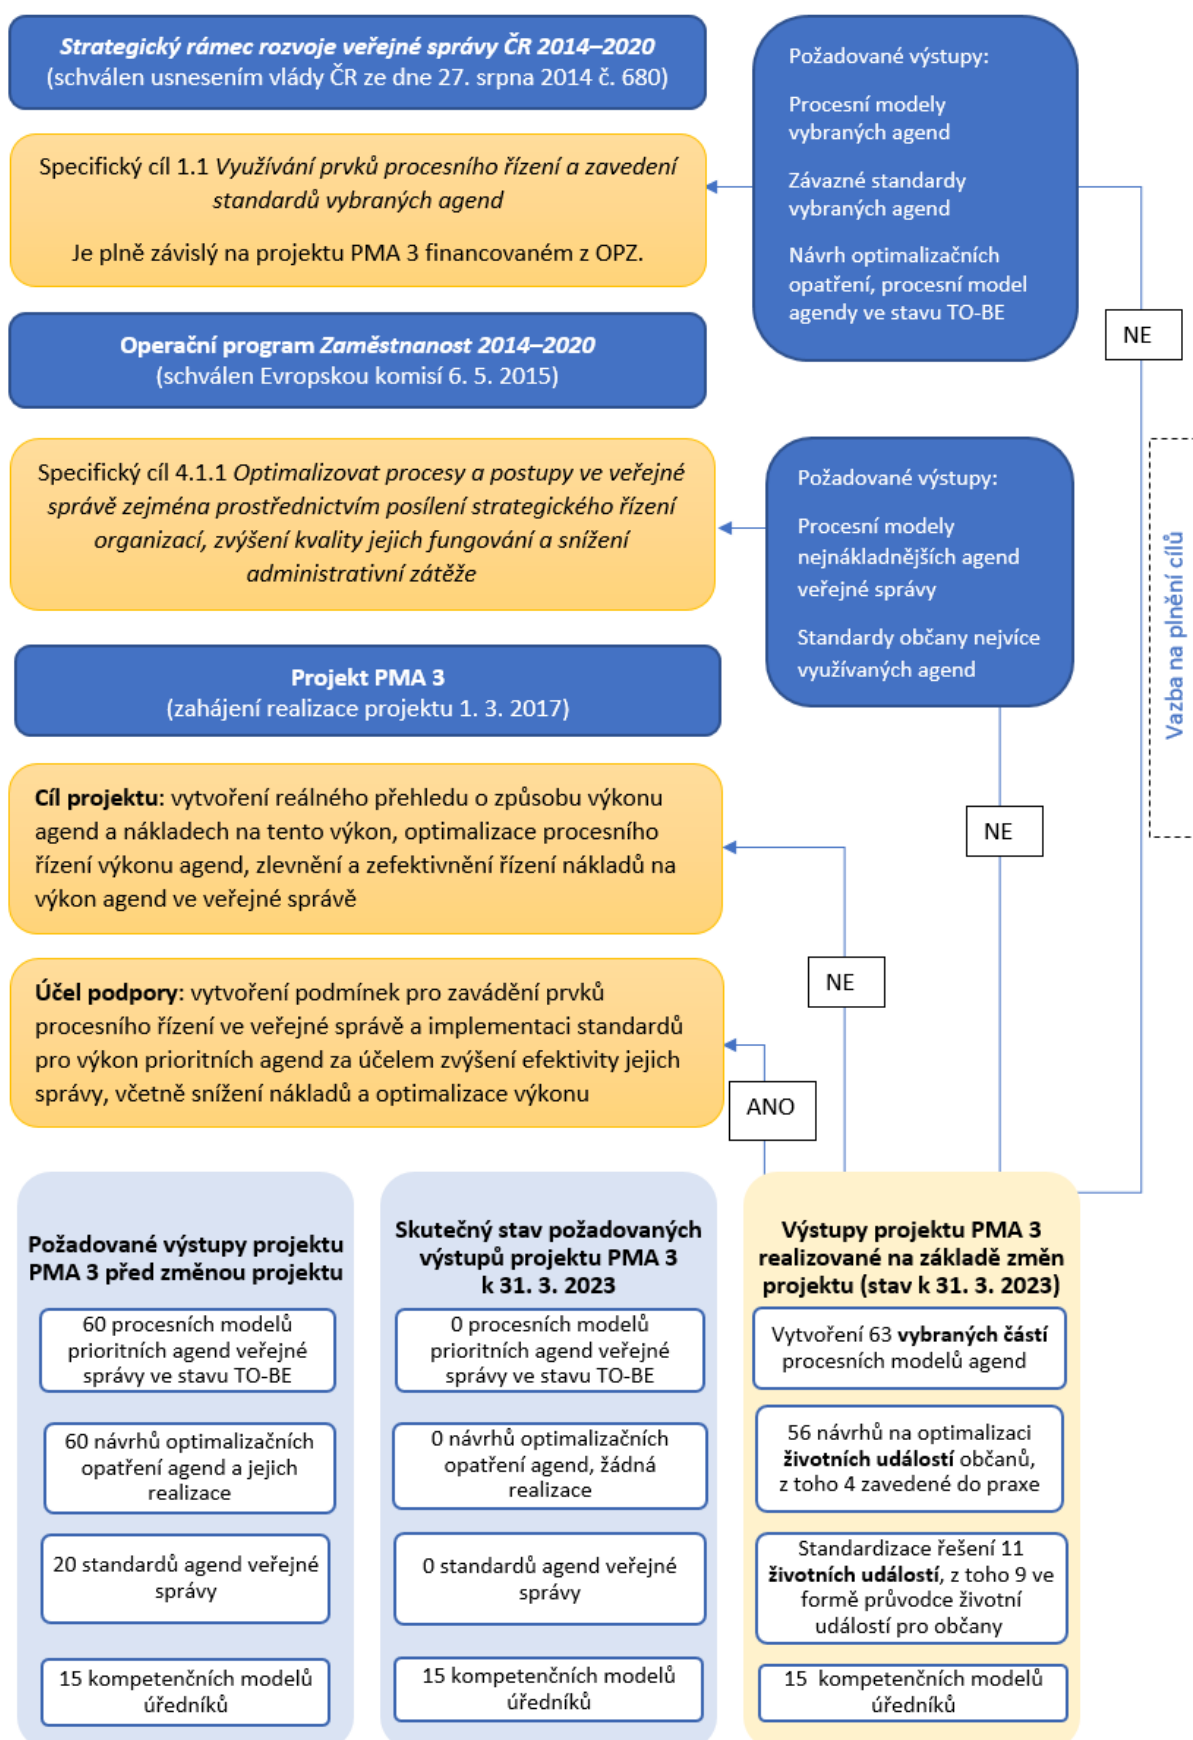 Strategický rámec rozvoje veřejné správy ČR 2014–2020
(schválen usnesením vlády ČR ze dne 27. srpna 2014 č. 680)
Požadované výstupy:
Procesní modely
vybraných agend
Závazné standardy
vybraných agend
Návrh optimalizačních
opatření, procesní model
agendy ve stavu TO-BE
Specifický cíl 1.1 Využívání prvků procesního řízení a zavedení
standardů vybraných agend
Je plně závislý na projektu PMA 3 financovaném z OPZ.
NE
Operační program Zaměstnanost 2014–2020
(schválen Evropskou komisí 6. 5. 2015)
Specifický cíl 4.1.1 Optimalizovat procesy a postupy ve veřejné
správě zejména prostřednictvím posílení strategického řízení
organizací, zvýšení kvality jejich fungování a snížení
administrativní zátěže
Požadované výstupy:
Procesní modely
nejnákladnějších agend
veřejné správy
Standardy občany nejvíce
využívaných agend
Vazba na plnění cílů
Projekt PMA 3
(zahájení realizace projektu 1. 3. 2017)
Cíl projektu: vytvoření reálného přehledu o způsobu výkonu
agend a nákladech na tento výkon, optimalizace procesního
řízení výkonu agend, zlevnění a zefektivnění řízení nákladů na
výkon agend ve veřejné správě
NE
NE
Účel podpory: vytvoření podmínek pro zavádění prvků
procesního řízení ve veřejné správě a implementaci standardů
pro výkon prioritních agend za účelem zvýšení efektivity jejich
správy, včetně snížení nákladů a optimalizace výkonu
ANO
Požadované výstupy projektu
PMA 3 před změnou projektu
60 procesních modelů
prioritních agend veřejné
správy ve stavu TO-BE
60 návrhů optimalizačních
opatření agend a jejich
realizace
20 standardů agend veřejné
správy
15 kompetenčních modelů
úředníků
Skutečný stav požadovaných
výstupů projektu PMA 3
k 31. 3. 2023
0 procesních modelů
prioritních agend veřejné
správy ve stavu TO-BE
0 návrhů optimalizačních
opatření agend, žádná
realizace
0 standardů agend veřejné
správy
15 kompetenčních modelů
úředníků
Výstupy projektu PMA 3
realizované na základě změn
projektu (stav k 31. 3. 2023)
Vytvoření 63 vybraných částí
procesních modelů agend
56 návrhů na optimalizaci
životních událostí občanů,
z toho 4 zavedené do praxe
Standardizace řešení 11
životních událostí, z toho 9 ve
formě průvodce životní
událostí pro občany
15 kompetenčních modelů
úředníků